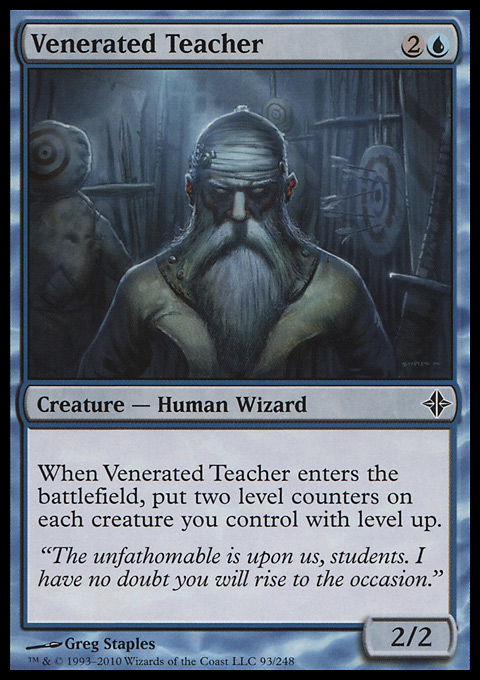 Venerated Teacher 2
Creature — Human Wizard
When Venerated Teacher enters the
battlefield, put two level counters on
each creature you control with level up.
“The unfathomable is upon us, students. I
have no doubt you will rise to the occasion.”
2/2
Greg Staples
™ & © 1993–2010 Wizards of the Coast LLC 93/248